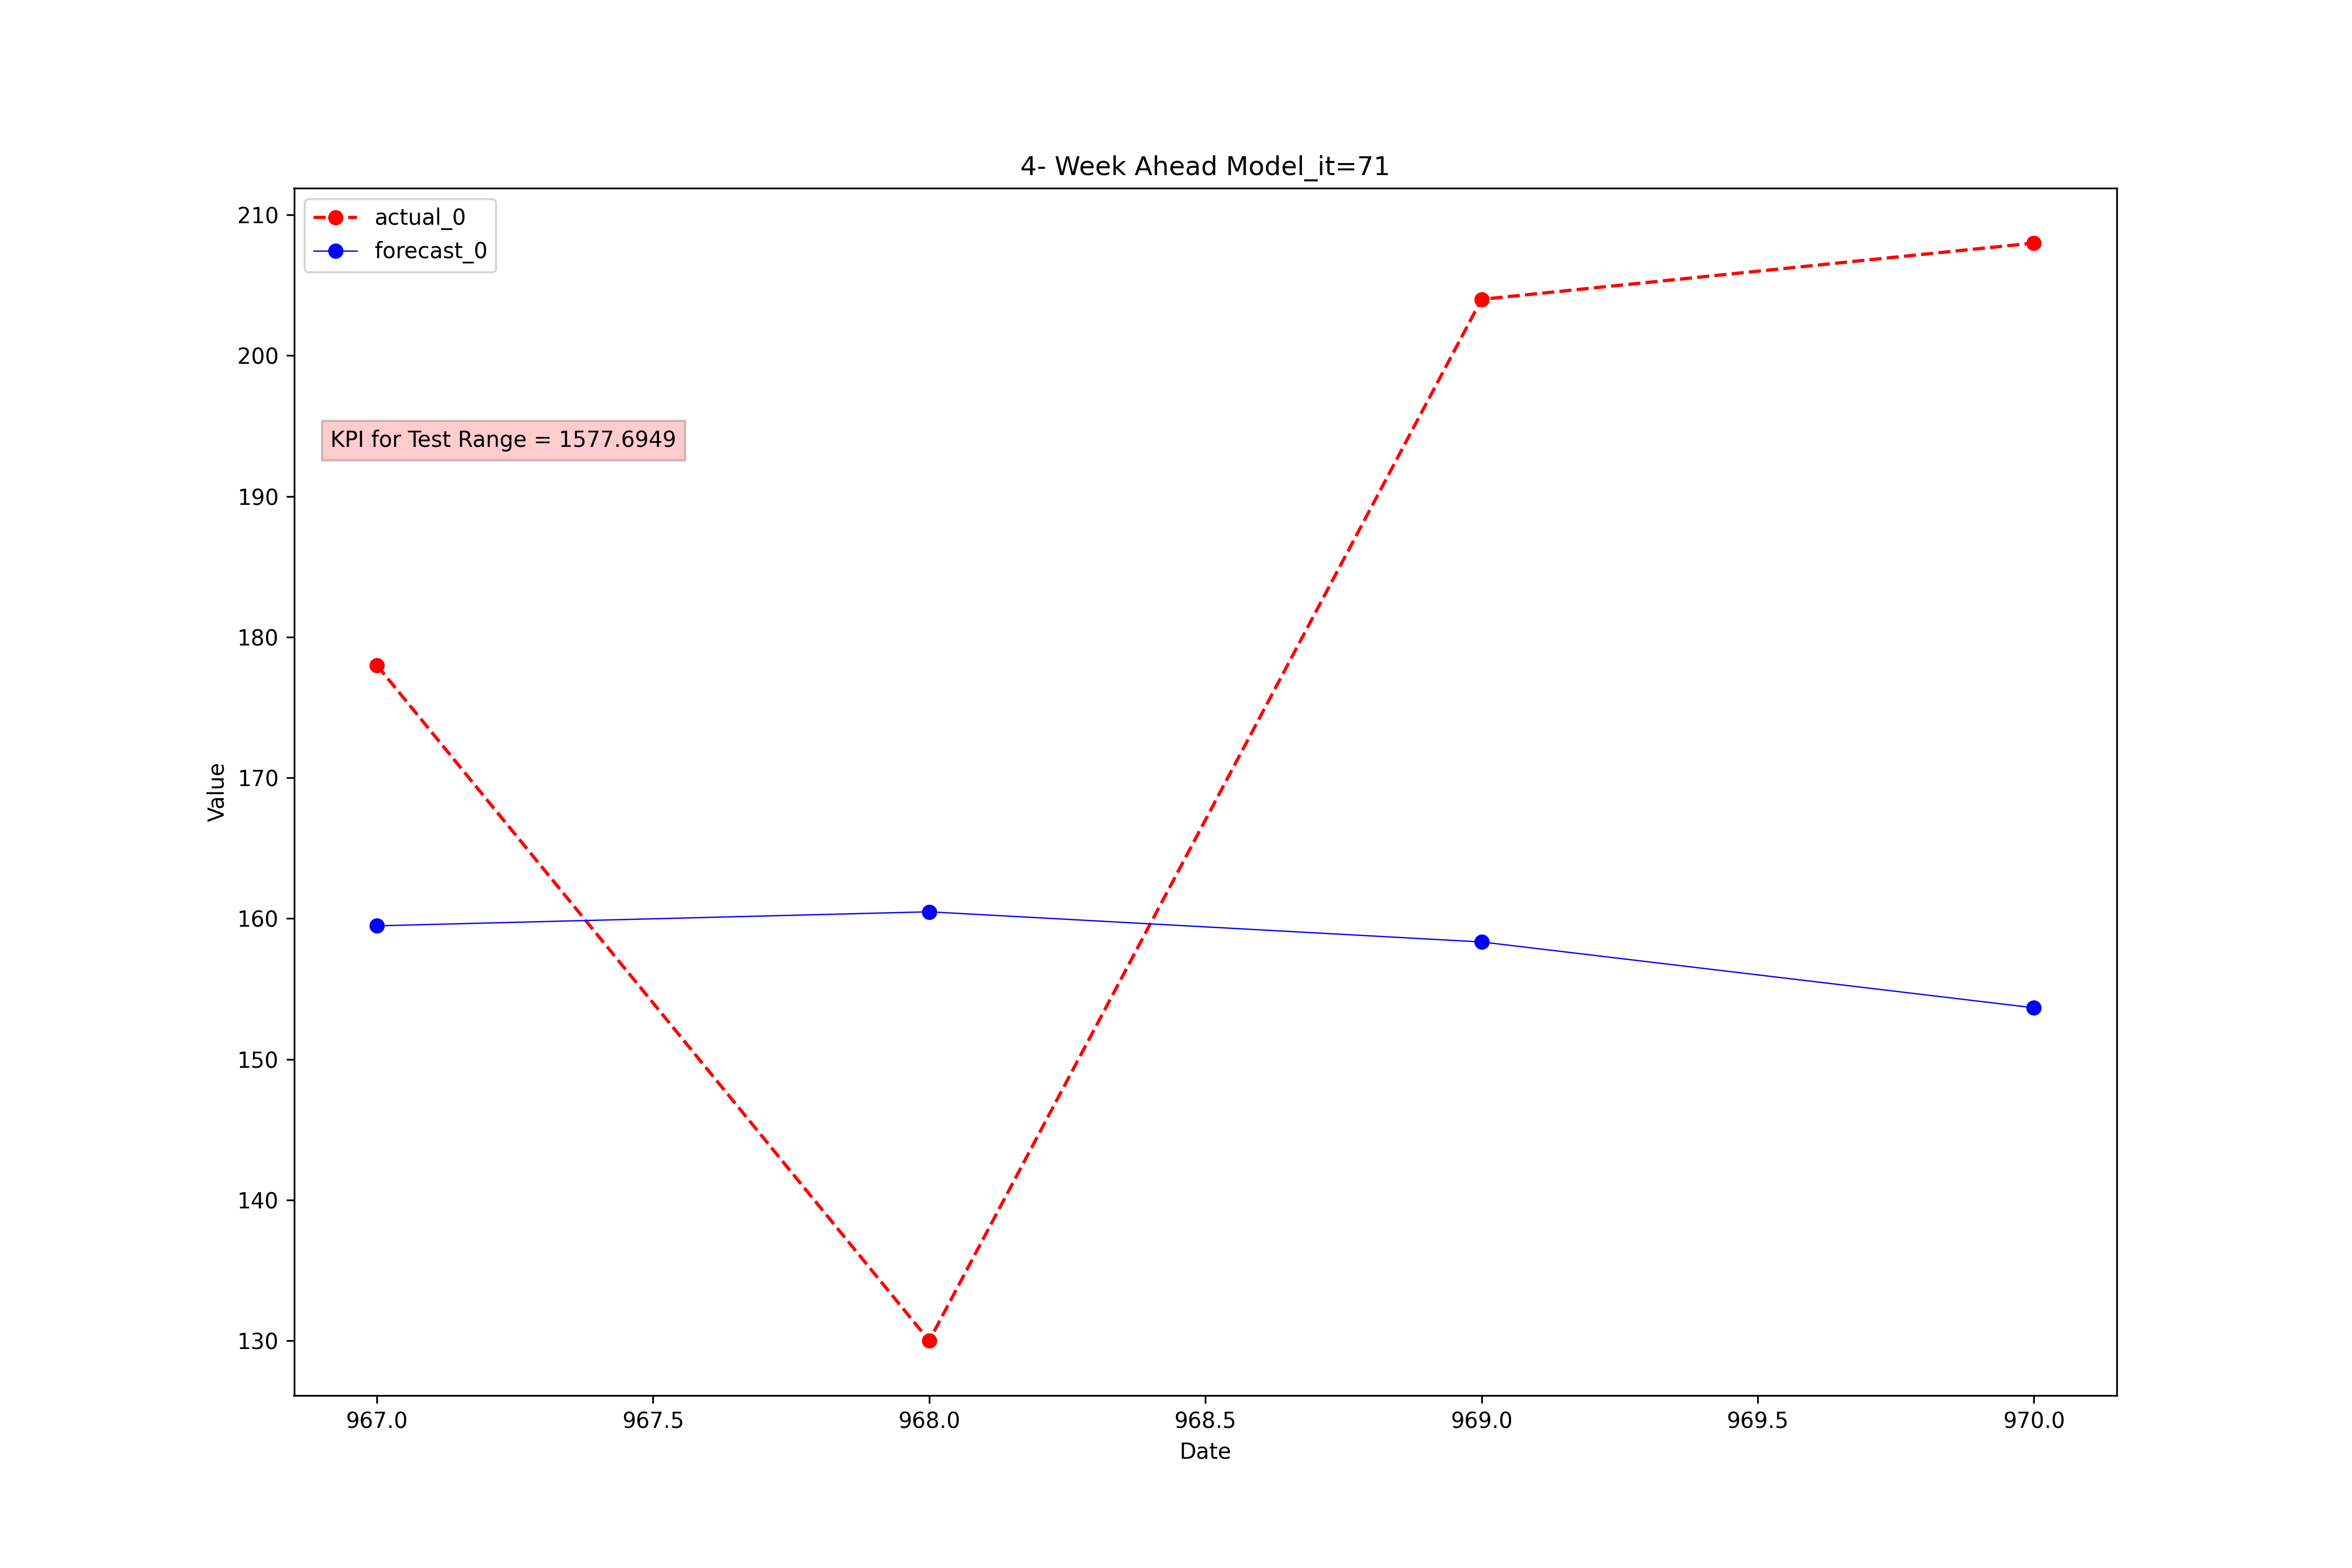 4- Week Ahead Model_it=71
actual_0
forecast_0
KPI for Test Range = 1577.6949
210
200
190
180
170
160
150
140
130
Value
967.0 967.5 968.0 968.5 969.0 969.5 970.0
Date